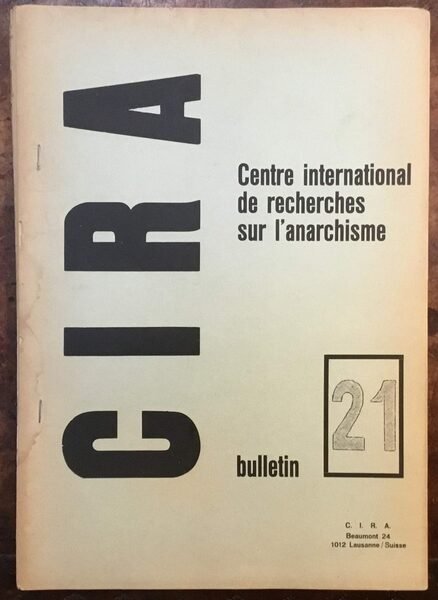 CIRA
Centre international
de recherches
sur l'anarchisme
bulletin
21
C. I. R. A.
Beaumont 24
1012 Lausanne/Suisse